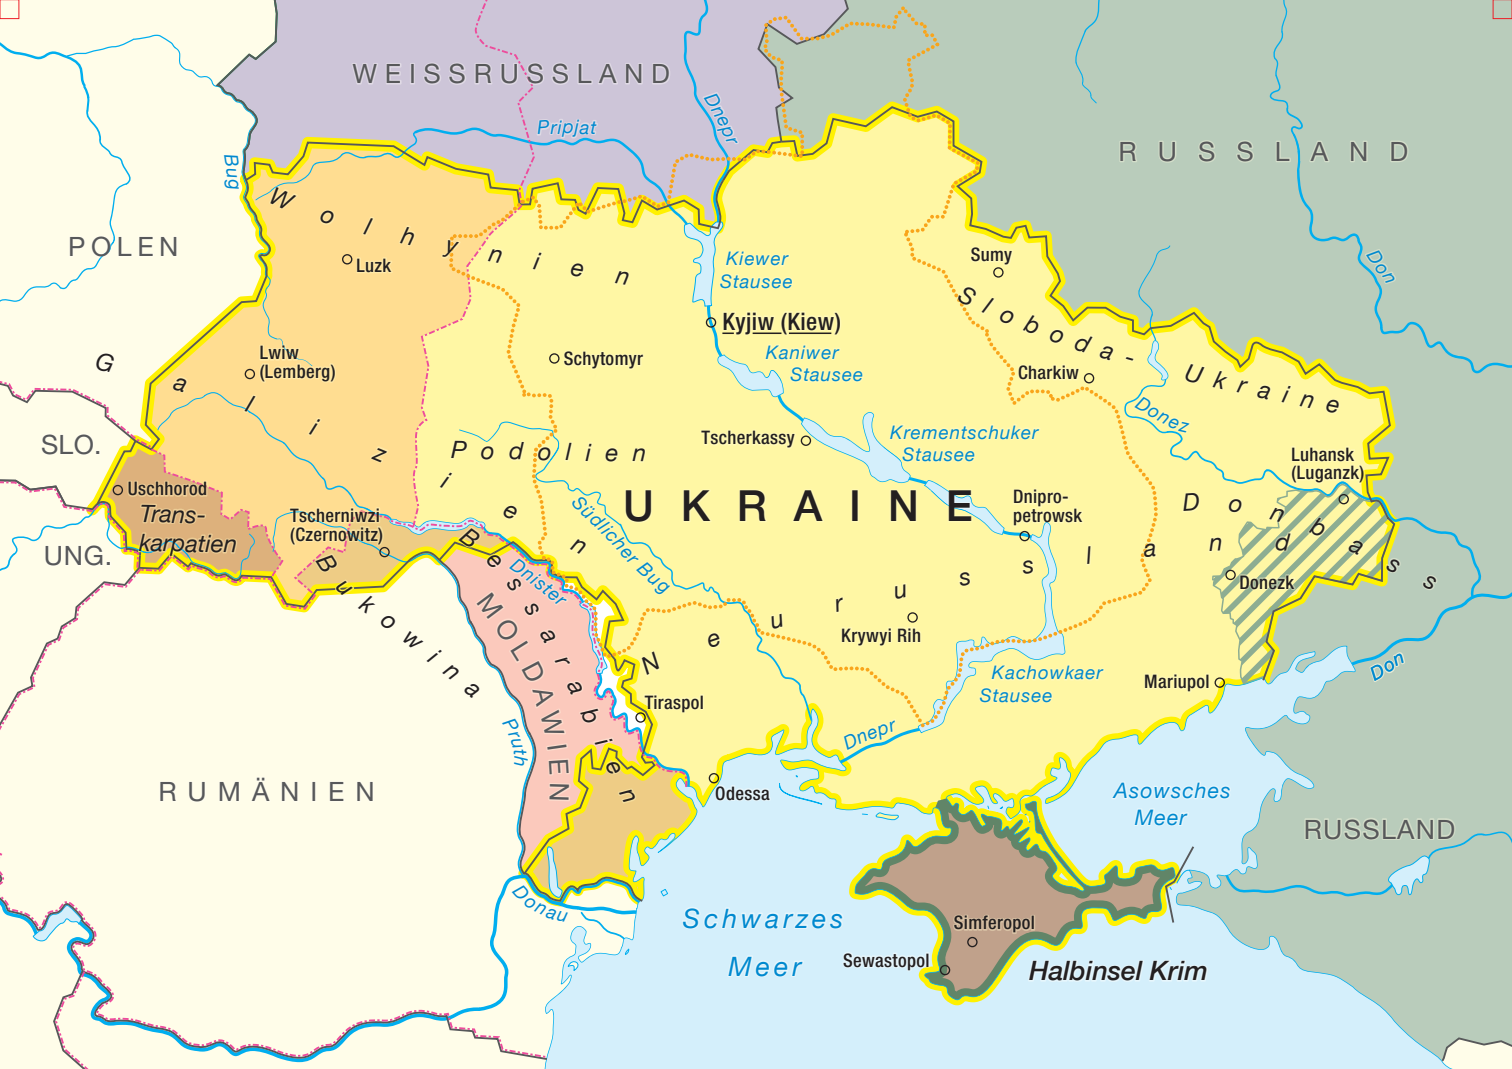 WEISSRUSSLAND
Dnepr
Pripjat
Bug
RUSSLAND
POLEN
Wolhynien
Luzk
Sumy
Kiewer
Stausee
Don
Sloboda-Ukraine
Kyjiw (Kiew)
Schytomyr
Kaniwer
Stausee
Charkiw
Galizien
Lwiw
(Lemberg)
Donez
SLO.
Podolien
Tscherkassy
Krementschuker
Stausee
Luhansk
(Luganzk)
Uschhorod
Trans-
karpatien
Tscherniwzi
(Czernowitz)
Südlicher Bug
UKRAINE
Dnipro-
petrowsk
Donbass
UNG.
Bukowina
Bessarabien
Dnister
Neurussland
Donezk
MOLDAWIEN
Krywyi Rih
Kachowkaer
Stausee
Mariupol
Don
Tiraspol
Pruth
Dnepr
RUMÄNIEN
Odessa
Asowsches
Meer
RUSSLAND
Donau
Schwarzes
Meer
Simferopol
Sewastopol
Halbinsel Krim